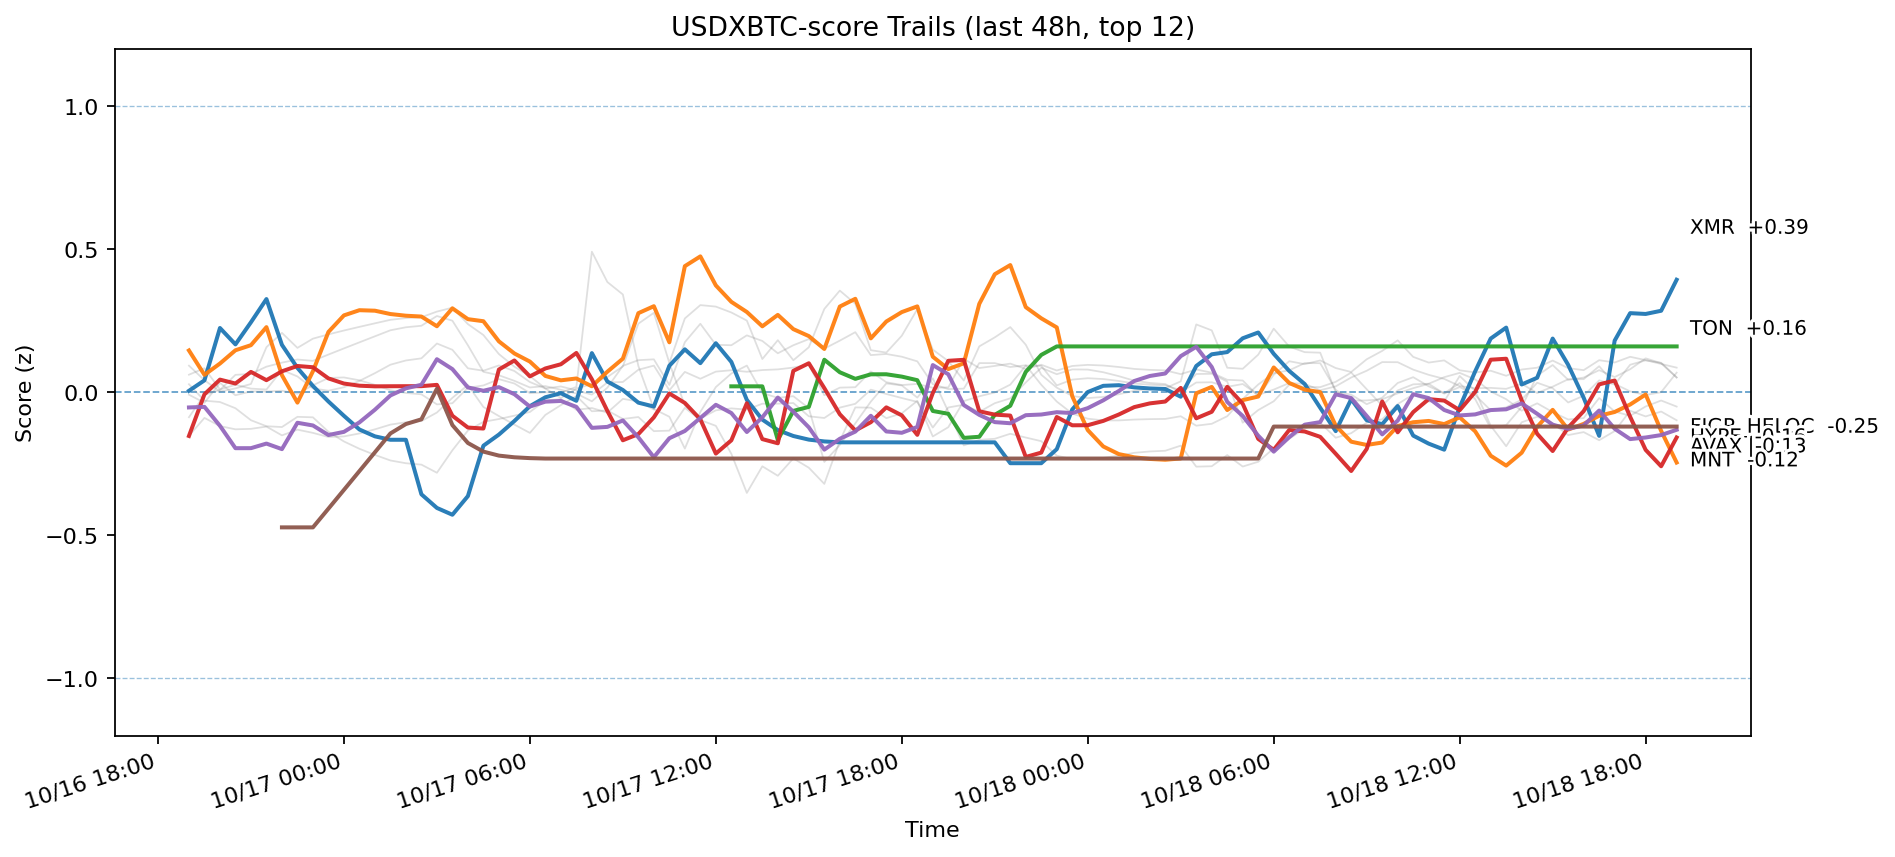 USDXBTC-score Trails (last 48h, top 12)
1.0
0.5
0.0
−0.5
−1.0
Score (z)
XMR +0.39
TON +0.16
-0.25
AVAX -0.13
MNT -0.12
10/16 18:00
10/17 00:00
10/17 06:00
10/17 12:00
10/17 18:00
10/18 00:00
10/18 06:00
10/18 12:00
10/18 18:00
Time